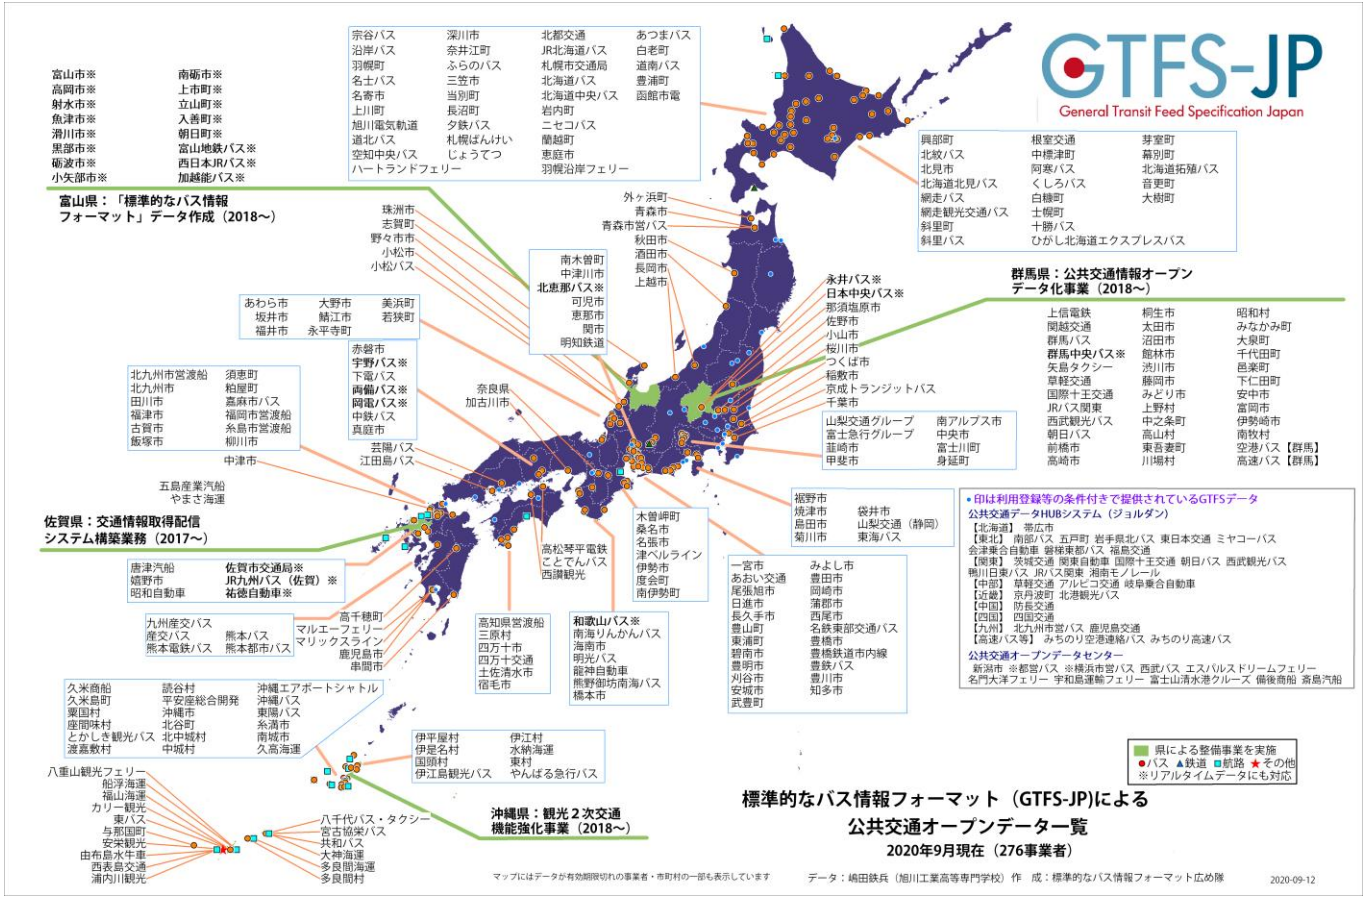 GTFS-JP
General Transit Feed Specification Japan
富山市※ 南砺市※
高岡市※ 上市町※
射水市※ 立山町※
魚津市※ 入善町※
滑川市※ 朝日町※
黒部市※ 富山地鉄バス※
砺波市※ 西日本JRバス※
小矢部市※ 加越能バス※
富山県：「標準的なバス情報
フォーマット」データ作成（2018～）
宗谷バス 深川市 北都交通 あつまバス
沿岸バス 奈井江町 JR北海道バス 白老町
羽幌町 ふらのバス 札幌市交通局 道南バス
名士バス 三笠市 北海道バス 豊浦町
名寄市 当別町 北海道中央バス 函館市電
上川町 長沼町 岩内町
旭川電気軌道 夕鉄バス ニセコバス
道北バス 札幌ばんけい 蘭越町
空知中央バス じょうてつ 恵庭市
ハートランドフェリー 羽幌沿岸フェリー
興部町 根室交通 芽室町
北紋バス 中標津町 幕別町
北見市 阿寒バス 北海道拓殖バス
北海道北見バス くしろバス 音更町
網走バス 白糠町 大樹町
網走観光交通バス 士幌町
斜里町 十勝バス
斜里バス ひがし北海道エクスプレスバス
珠洲市
志賀町
野々市市
小松市
小松バス
外ヶ浜町
青森市
青森市営バス
秋田市
酒田市
長岡市
上越市
南木曽町
中津川市
北恵那バス※
可児市
恵那市
関市
明知鉄道
あわら市 大野市 美浜町
坂井市 鯖江市 若狭町
福井市 永平寺町
赤磐市
宇野バス※
下電バス
両備バス※
岡電バス※
中鉄バス
真庭市
奈良県
加古川市
芸陽バス
江田島バス
北九州市営渡船 須恵町
北九州市 粕屋町
田川市 嘉麻市バス
福津市 福岡市営渡船
古賀市 糸島市営渡船
飯塚市 柳川市
中津市
五島産業汽船
やまさ海運
佐賀県：交通情報取得配信
システム構築業務（2017～）
唐津汽船 佐賀市交通局※
嬉野市 JR九州バス（佐賀）※
昭和自動車 祐徳自動車※
永井バス※
日本中央バス※
那須塩原市
佐野市
小山市
桜川市
つくば市
稲敷市
京成トランジットバス
千葉市
群馬県：公共交通情報オープン
データ化事業（2018～）
上信電鉄 桐生市 昭和村
関越交通 太田市 みなかみ町
群馬バス 沼田市 大泉町
群馬中央バス※ 館林市 千代田町
矢島タクシー 渋川市 邑楽町
草軽交通 藤岡市 下仁田町
国際十王交通 みどり市 安中市
JRバス関東 上野村 富岡市
西武観光バス 中之条町 伊勢崎市
朝日バス 高山村 南牧村
前橋市 東吾妻町 空港バス【群馬】
高崎市 川場村 高速バス【群馬】
山梨交通グループ 南アルプス市
富士急行グループ 中央市
韮崎市 富士川町
甲斐市 身延町
裾野市
焼津市 袋井市
島田市 山梨交通（静岡）
菊川市 東海バス
木曽岬町
桑名市
名張市
津ベルライン
伊勢市
度会町
南伊勢町
高松琴平電鉄
ことでんバス
西讃観光
一宮市 みよし市
あおい交通 豊田市
尾張旭市 岡崎市
日進市 蒲郡市
長久手市 西尾市
豊山町 名鉄東部交通バス
東浦町 豊橋市
碧南市 豊橋鉄道市内線
豊明市 豊鉄バス
刈谷市 豊川市
安城市 知多市
武豊町
• 印は利用登録等の条件付きで提供されているGTFSデータ
公共交通データHUBシステム（ジョルダン）
【北海道】 帯広市
【東北】 南部バス 五戸町 岩手県北バス 東日本交通 ミヤコーバス
会津乗合自動車 磐梯東都バス 福島交通
【関東】 茨城交通 関東自動車 国際十王交通 朝日バス 西武観光バス
鴨川日東バス JRバス関東 湘南モノレール
【中部】 草軽交通 アルピコ交通 岐阜乗合自動車
【近畿】 京丹波町 北港観光バス
【中国】 防長交通
【四国】 四国交通
【九州】 北九州市営バス 鹿児島交通
【高速バス等】 みちのり空港連絡バス みちのり高速バス
公共交通オープンデータセンター
新潟市 ※都営バス ※横浜市営バス 西武バス エスパルスドリームフェリー
名門大洋フェリー 宇和島運輸フェリー 富士山清水港クルーズ 備後商船 斎島汽船
九州産交バス
産交バス 熊本バス
熊本電鉄バス 熊本都市バス
高千穂町
マルエーフェリー
マリックスライン
鹿児島市
串間市
高知県営渡船
三原村
四万十市
四万十交通
土佐清水市
宿毛市
和歌山バス※
南海りんかんバス
海南市
明光バス
龍神自動車
熊野御坊南海バス
橋本市
久米商船 読谷村 沖縄エアポートシャトル
久米島町 平安座総合開発 沖縄バス
粟国村 沖縄市 東陽バス
座間味村 北谷町 糸満市
とかしき観光バス 北中城村 南城市
渡嘉敷村 中城村 久高海運
伊平屋村 伊江村
伊是名村 水納海運
国頭村 東村
伊江島観光バス やんばる急行バス
八重山観光フェリー
船浮海運
福山海運
カリー観光
東バス
与那国町
安栄観光
由布島水牛車
西表島交通
浦内川観光
八千代バス・タクシー
宮古協栄バス
共和バス
大神海運
多良間海運
多良間村
沖縄県：観光２次交通
機能強化事業（2018～）
県による整備事業を実施
バス 鉄道 航路 その他
※リアルタイムデータにも対応
標準的なバス情報フォーマット（GTFS-JP)による
公共交通オープンデータ一覧
2020年9月現在（276事業者）
マップにはデータが有効期限切れの事業者・市町村の一部も表示しています
データ：嶋田鉄兵（旭川工業高等専門学校）作 成：標準的なバス情報フォーマット広め隊
2020-09-12